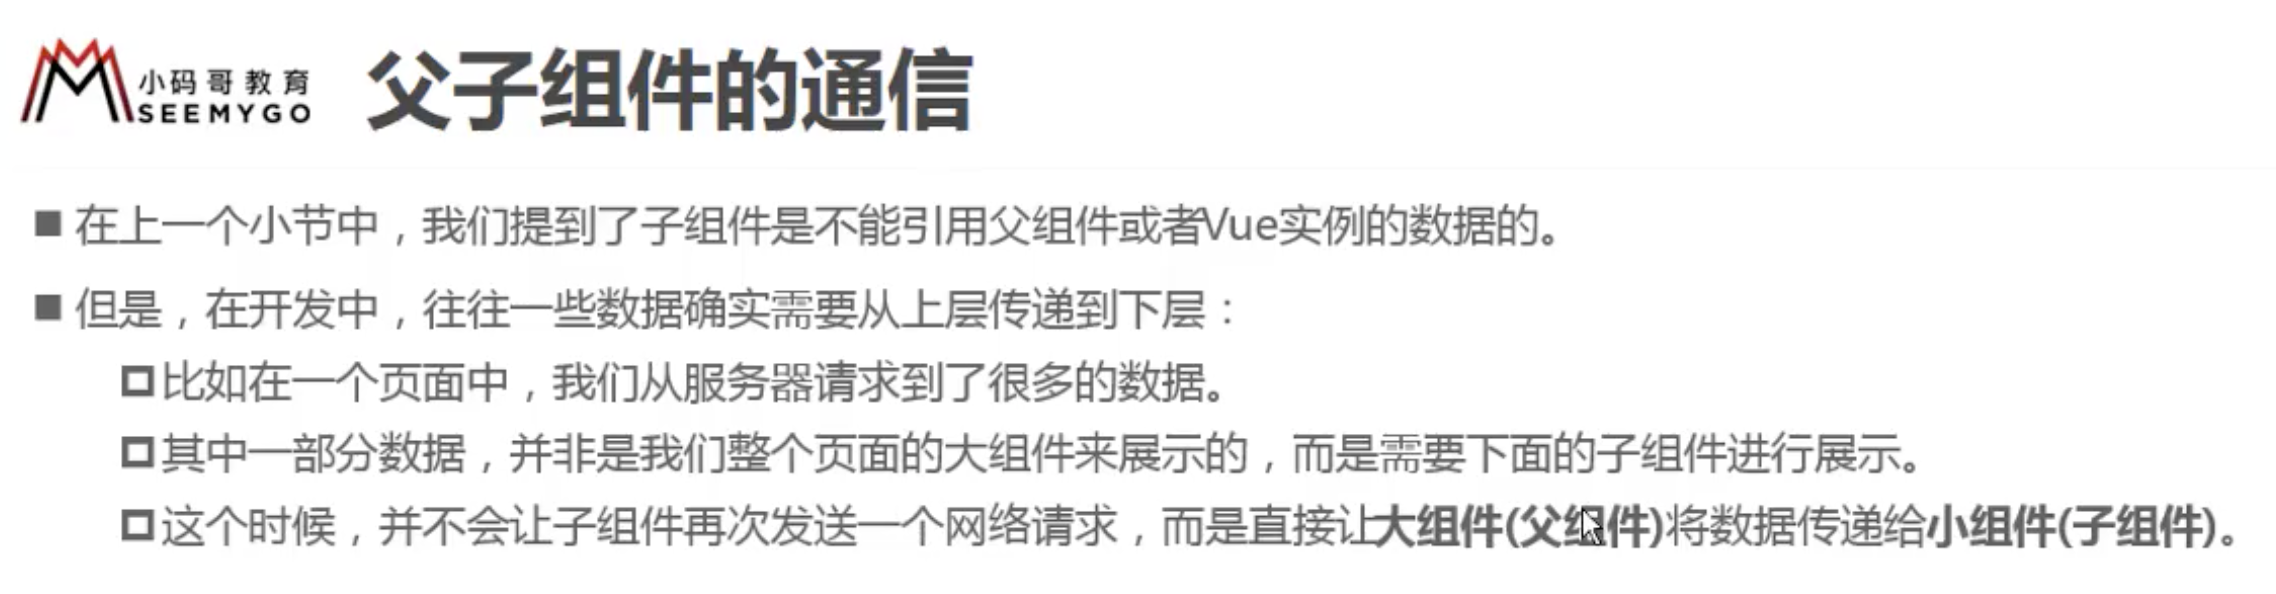 小码哥教育
SEEMYGO
父子组件的通信
在上一个小节中，我们提到了子组件是不能引用父组件或者Vue实例的数据的。
但是，在开发中，往往一些数据确实需要从上层传递到下层：
比如在一个页面中，我们从服务器请求到了很多的数据。
其中一部分数据，并非是我们整个页面的大组件来展示的，而是需要下面的子组件进行展示。
这个时候，并不会让子组件再次发送一个网络请求，而是直接让大组件(父组件)将数据传递给小组件(子组件)。